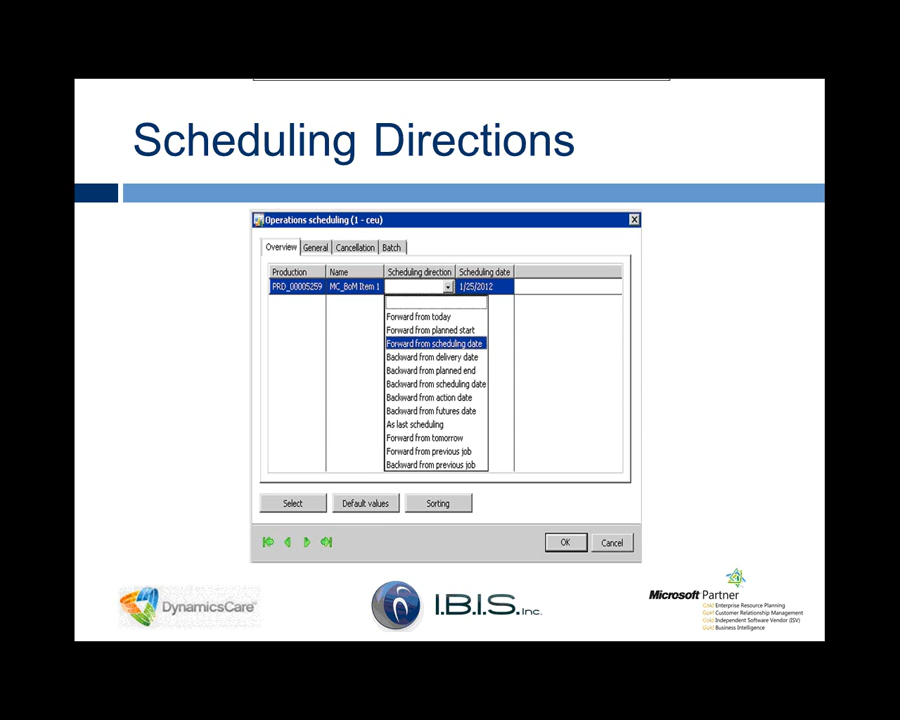 Scheduling Directions
Operations scheduling (1 - ceu)
Overview General Cancellation Batch
Production Name Scheduling direction Scheduling date
PRD_00005259 MC_BoM Item 1 1/25/2012
Forward from today
Forward from planned start
Forward from scheduling date
Backward from delivery date
Backward from planned end
Backward from scheduling date
Backward from action date
Backward from futures date
As last scheduling
Forward from tomorrow
Forward from previous job
Backward from previous job
Select Default values Sorting
OK Cancel
DynamicsCare
I.B.I.S. Inc.
Microsoft Partner
Gold Enterprise Resource Planning
Gold Customer Relationship Management
Gold Independent Software Vendor (ISV)
Gold Business Intelligence